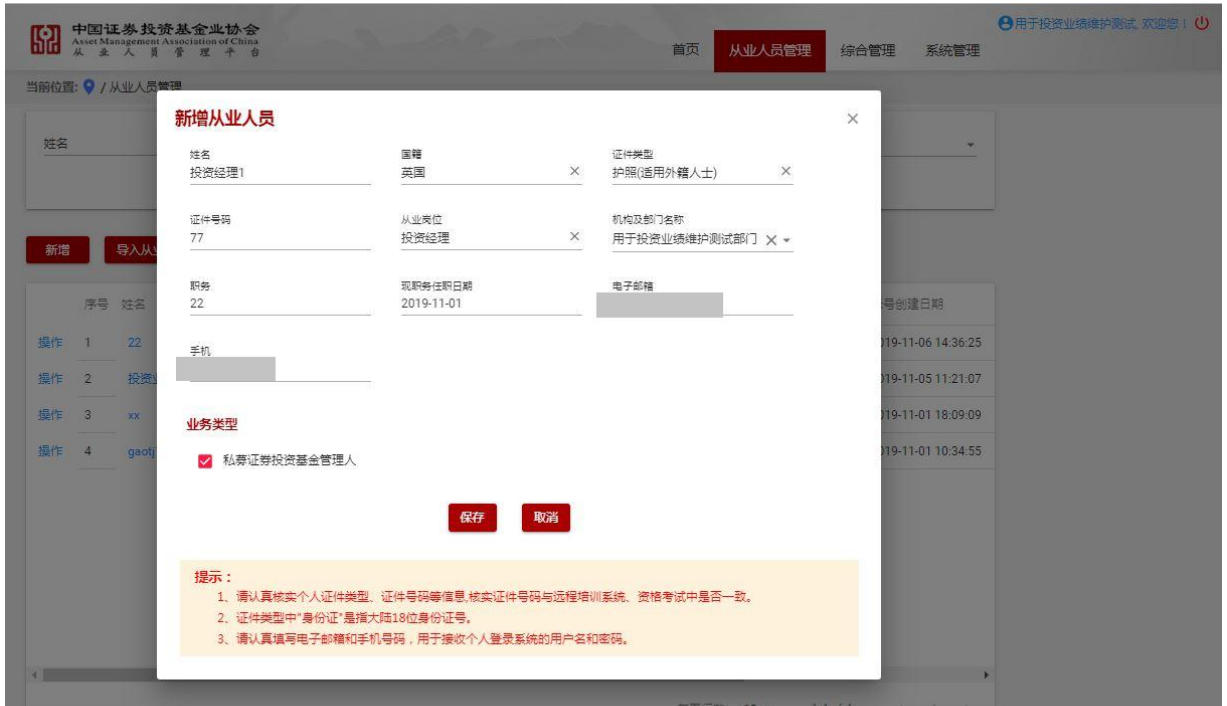 中国证券投资基金业协会
Asset Management Association of China
从 业 人 员 管 理 平 台
用于投资业绩维护测试, 欢迎您！
首页 从业人员管理 综合管理 系统管理
当前位置: / 从业人员管理
新增从业人员
姓名
姓名 国籍 证件类型
投资经理1 英国 护照(适用外籍人士)
证件号码 从业岗位 机构及部门名称
77 投资经理 用于投资业绩维护测试部门
新增 导入从业
职务 现职务任职日期 电子邮箱
22 2019-11-01
序号 姓名 号创建日期
操作 1 22 019-11-06 14:36:25
手机
操作 2 投资业 019-11-05 11:21:07
操作 3 xx 019-11-01 18:09:09
业务类型
操作 4 gaotj 019-11-01 10:34:55
私募证券投资基金管理人
保存 取消
提示：
1、请认真核实个人证件类型、证件号码等信息,核实证件号码与远程培训系统、资格考试中是否一致。
2、证件类型中"身份证"是指大陆18位身份证号。
3、请认真填写电子邮箱和手机号码，用于接收个人登录系统的用户名和密码。